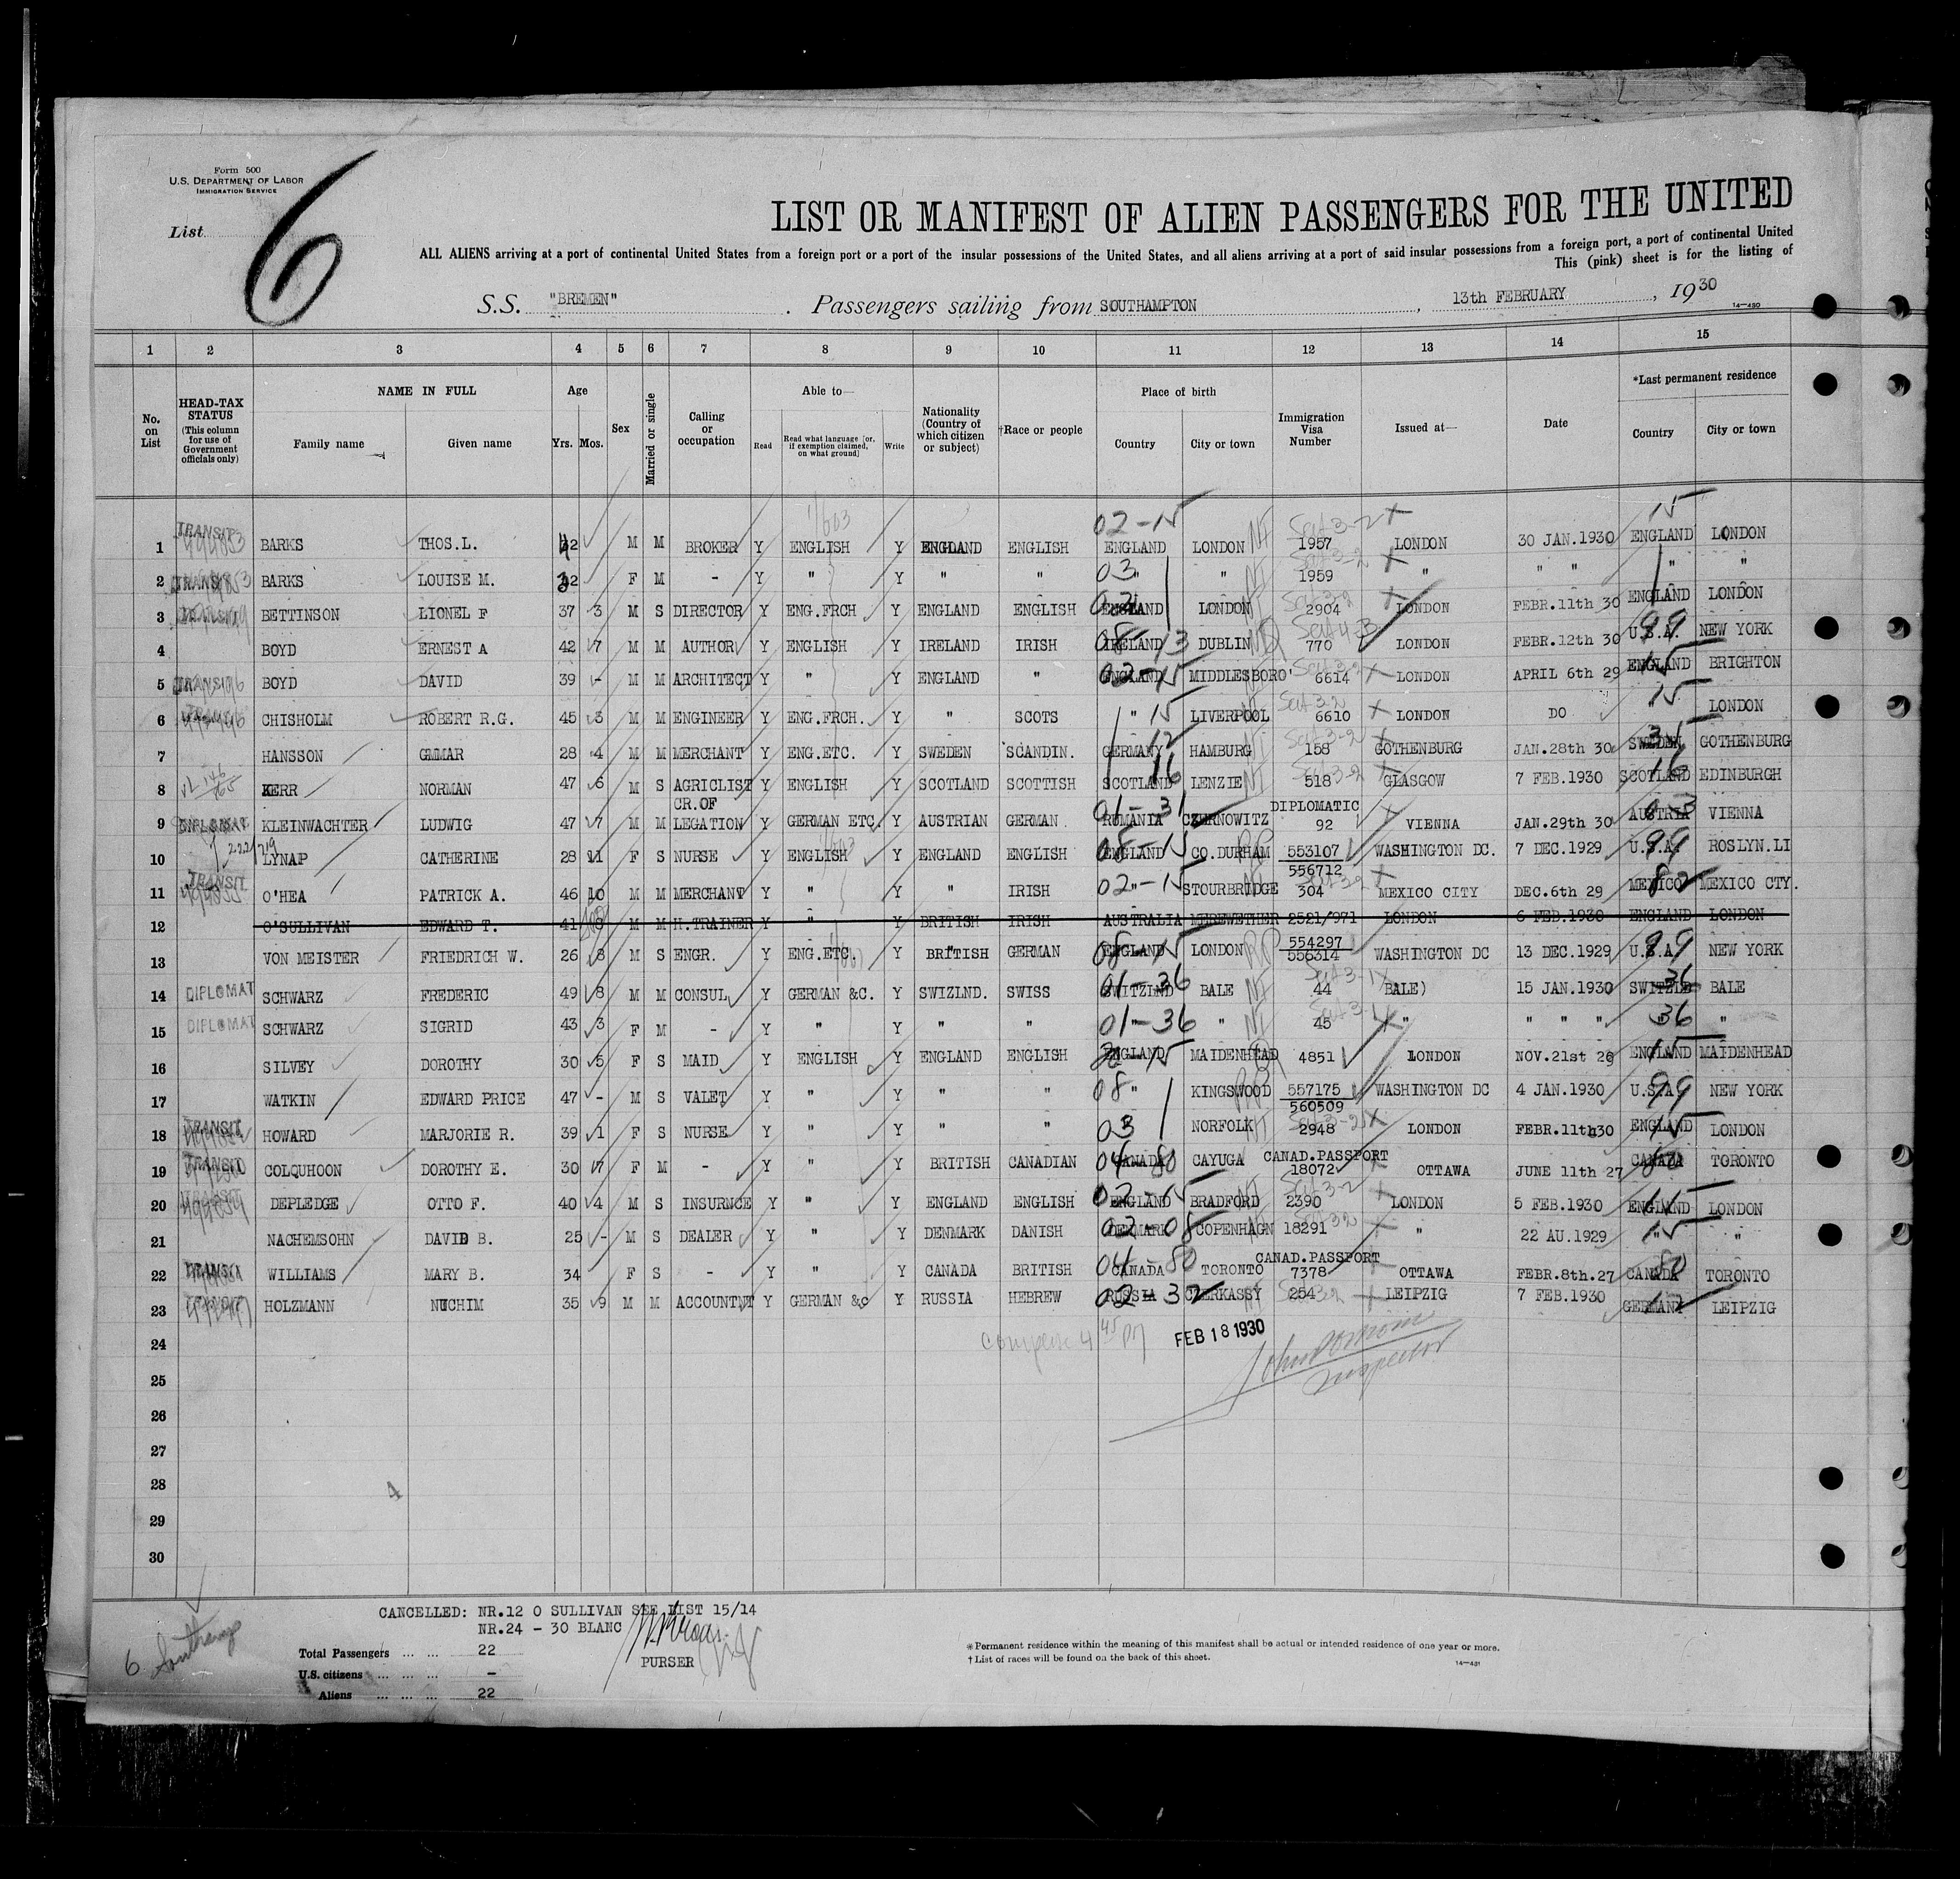 Form 500
U.S. DEPARTMENT OF LABOR
IMMIGRATION SERVICE
List 6
LIST OR MANIFEST OF ALIEN PASSENGERS FOR THE UNITED
ALL ALIENS arriving at a port of continental United States from a foreign port or a port of the insular possessions of the United States, and all aliens arriving at a port of said insular possessions from a foreign port, a port of continental United
This (pink) sheet is for the listing of
S.S. "BREMEN" . Passengers sailing from SOUTHAMPTON , 13th FEBRUARY , 1930
14—430
1 2 3 4 5 6 7 8 9 10 11 12 13 14 15
No. on List
HEAD-TAX STATUS (This column for use of Government officials only)
NAME IN FULL Family name Given name
Age Yrs. Mos.
Sex
Married or single
Calling or occupation
Able to— Read Read what language [or, if exemption claimed, on what ground] Write
Nationality (Country of which citizen or subject)
†Race or people
Place of birth Country City or town
Immigration Visa Number
Issued at—
Date
*Last permanent residence Country City or town
1 TRANSIT BARKS THOS.L. 42 M M BROKER Y ENGLISH Y ENGLAND ENGLISH ENGLAND LONDON 1957 LONDON 30 JAN.1930 ENGLAND LONDON
2 TRANSIT BARKS LOUISE M. 32 F M - Y " Y " " " " 1959 " " " " "
3 BETTINSON LIONEL F 37 3 M S DIRECTOR Y ENG.FRCH Y ENGLAND ENGLISH ENGLAND LONDON 2904 LONDON FEBR.11th 30 ENGLAND LONDON
4 BOYD ERNEST A 42 7 M M AUTHOR Y ENGLISH Y IRELAND IRISH IRELAND DUBLIN 770 LONDON FEBR.12th 30 U.S.A. NEW YORK
5 TRANSIT BOYD DAVID 39 - M M ARCHITECT Y " Y ENGLAND " ENGLAND MIDDLESBORO' 6614 LONDON APRIL 6th 29 ENGLAND BRIGHTON
6 CHISHOLM ROBERT R.G. 45 3 M M ENGINEER Y ENG.FRCH. Y " SCOTS " LIVERPOOL 6610 LONDON DO " LONDON
7 HANSSON GMMAR 28 4 M M MERCHANT Y ENG.ETC. Y SWEDEN SCANDIN. GERMANY HAMBURG 158 GOTHENBURG JAN.28th 30 SWEDEN GOTHENBURG
8 KERR NORMAN 47 6 M S AGRICLIST Y ENGLISH Y SCOTLAND SCOTTISH SCOTLAND LENZIE 518 GLASGOW 7 FEB.1930 SCOTLAND EDINBURGH
9 DIPLOMAT KLEINWACHTER LUDWIG 47 7 M M CR.OF LEGATION Y GERMAN ETC. Y AUSTRIAN GERMAN RUMANIA CZERNOWITZ DIPLOMATIC 92 VIENNA JAN.29th 30 AUSTRIA VIENNA
10 LYNAP CATHERINE 28 11 F S NURSE Y ENGLISH Y ENGLAND ENGLISH ENGLAND CO.DURHAM 553107 556712 WASHINGTON DC. 7 DEC.1929 U.S.A. ROSLYN.LI
11 TRANSIT O'HEA PATRICK A. 46 10 M M MERCHANT Y " Y " IRISH " STOURBRIDGE 304 MEXICO CITY DEC.6th 29 MEXICO MEXICO CTY.
12 O'SULLIVAN EDWARD T. 41 8 M M H.TRAINER Y " Y BRITISH IRISH AUSTRALIA MEREWETHER 2521/971 LONDON 6 FEB.1930 ENGLAND LONDON
13 VON MEISTER FRIEDRICH W. 26 8 M S ENGR. Y ENG.ETC. Y BRITISH GERMAN ENGLAND LONDON 554297 556314 WASHINGTON DC 13 DEC.1929 U.S.A. NEW YORK
14 DIPLOMAT SCHWARZ FREDERIC 49 8 M M CONSUL Y GERMAN &C. Y SWIZLND. SWISS SWITZLND BALE 44 BALE) 15 JAN.1930 SWITZLD BALE
15 DIPLOMAT SCHWARZ SIGRID 43 3 F M - Y " Y " " " " 45 " " " " " "
16 SILVEY DOROTHY 30 5 F S MAID Y ENGLISH Y ENGLAND ENGLISH ENGLAND MAIDENHEAD 4851 LONDON NOV.21st 29 ENGLAND MAIDENHEAD
17 WATKIN EDWARD PRICE 47 - M S VALET Y " Y " " " KINGSWOOD 557175 560509 WASHINGTON DC 4 JAN.1930 U.S.A NEW YORK
18 TRANSIT HOWARD MARJORIE R. 39 1 F S NURSE Y " Y " " NORFOLK 2948 LONDON FEBR.11th30 ENGLAND LONDON
19 TRANSIT COLQUHOON DOROTHY E. 30 7 F M - Y " Y BRITISH CANADIAN CANADA CAYUGA CANAD.PASSPORT 18072 OTTAWA JUNE 11th 27 CANADA TORONTO
20 DEPLEDGE OTTO F. 40 4 M S INSURNCE Y " Y ENGLAND ENGLISH ENGLAND BRADFORD 2390 LONDON 5 FEB.1930 ENGLAND LONDON
21 NACHEMSOHN DAVID B. 25 - M S DEALER Y " Y DENMARK DANISH DENMARK COPENHAGN 18291 " 22 AU.1929 " "
22 TRANSIT WILLIAMS MARY B. 34 F S - Y " Y CANADA BRITISH CANADA TORONTO CANAD.PASSPORT 7378 OTTAWA FEBR.8th.27 CANADA TORONTO
23 HOLZMANN NUCHIM 35 9 M M ACCOUNTNT Y GERMAN &C Y RUSSIA HEBREW RUSSIA CZERKASSY 254 LEIPZIG 7 FEB.1930 GERMANY LEIPZIG
24 FEB 18 1930
Inspector
25
26
27
28
29
30
CANCELLED: NR.12 O SULLIVAN SEE LIST 15/14
NR.24 - 30 BLANC
Total Passengers ... ... 22
PURSER
U.S. citizens ... ... ... -
Aliens ... ... ... 22
*Permanent residence within the meaning of this manifest shall be actual or intended residence of one year or more.
†List of races will be found on the back of this sheet.
14—431
6